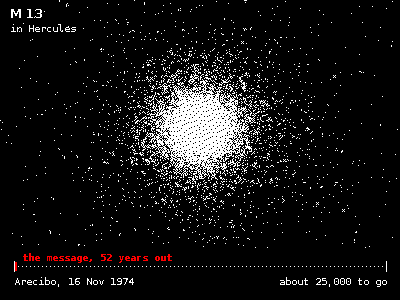 M 13
in Hercules
the message, 52 years out
Arecibo, 16 Nov 1974
about 25,000 to go